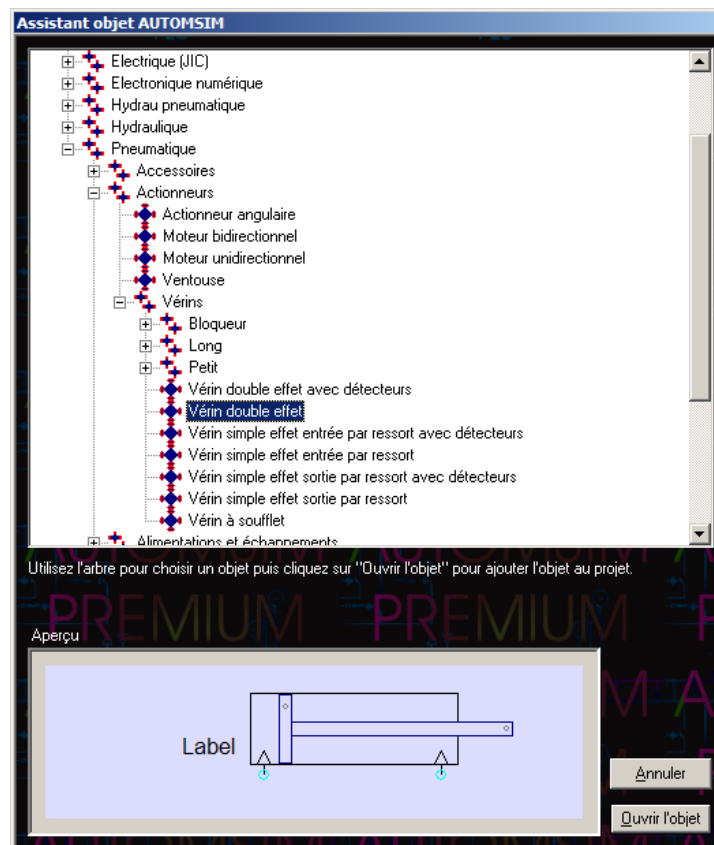 Assistant objet AUTOMSIM
Electrique (JIC)
Electronique numérique
Hydrau pneumatique
Hydraulique
Pneumatique
Accessoires
Actionneurs
Actionneur angulaire
Moteur bidirectionnel
Moteur unidirectionnel
Ventouse
Vérins
Bloqueur
Long
Petit
Vérin double effet avec détecteurs
Vérin double effet
Vérin simple effet entrée par ressort avec détecteurs
Vérin simple effet entrée par ressort
Vérin simple effet sortie par ressort avec détecteurs
Vérin simple effet sortie par ressort
Vérin à soufflet
Alimentations et échappements
Utilisez l'arbre pour choisir un objet puis cliquez sur "Ouvrir l'objet" pour ajouter l'objet au projet.
PREMIUM PREMIUM
Aperçu
Label
Annuler
Ouvrir l'objet